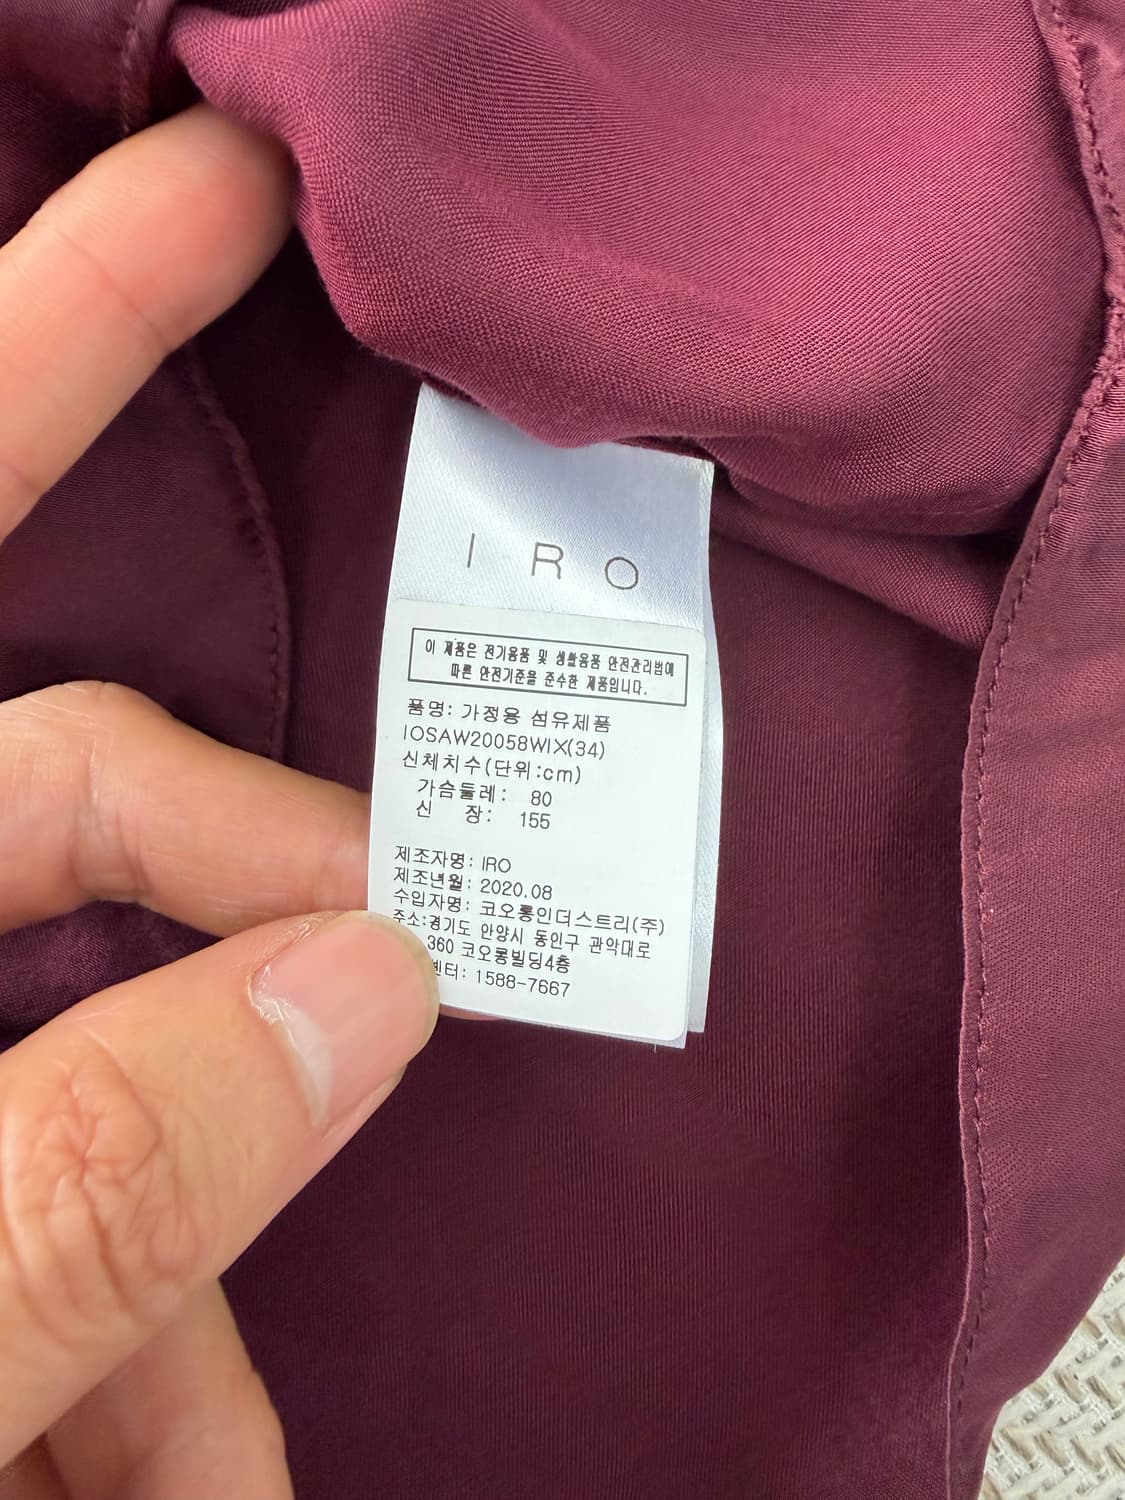 I R O
이 제품은 전기용품 및 생활용품 안전관리법에
따른 안전기준을 준수한 제품입니다.
품명: 가정용 섬유제품
IOSAW20058WIX(34)
신체치수(단위:cm)
가슴둘레: 80
신 장: 155
제조자명: IRO
제조년월: 2020.08
수입자명: 코오롱인더스트리(주)
주소:경기도 안양시 동인구 관악대로
360 코오롱빌딩4층
센터: 1588-7667